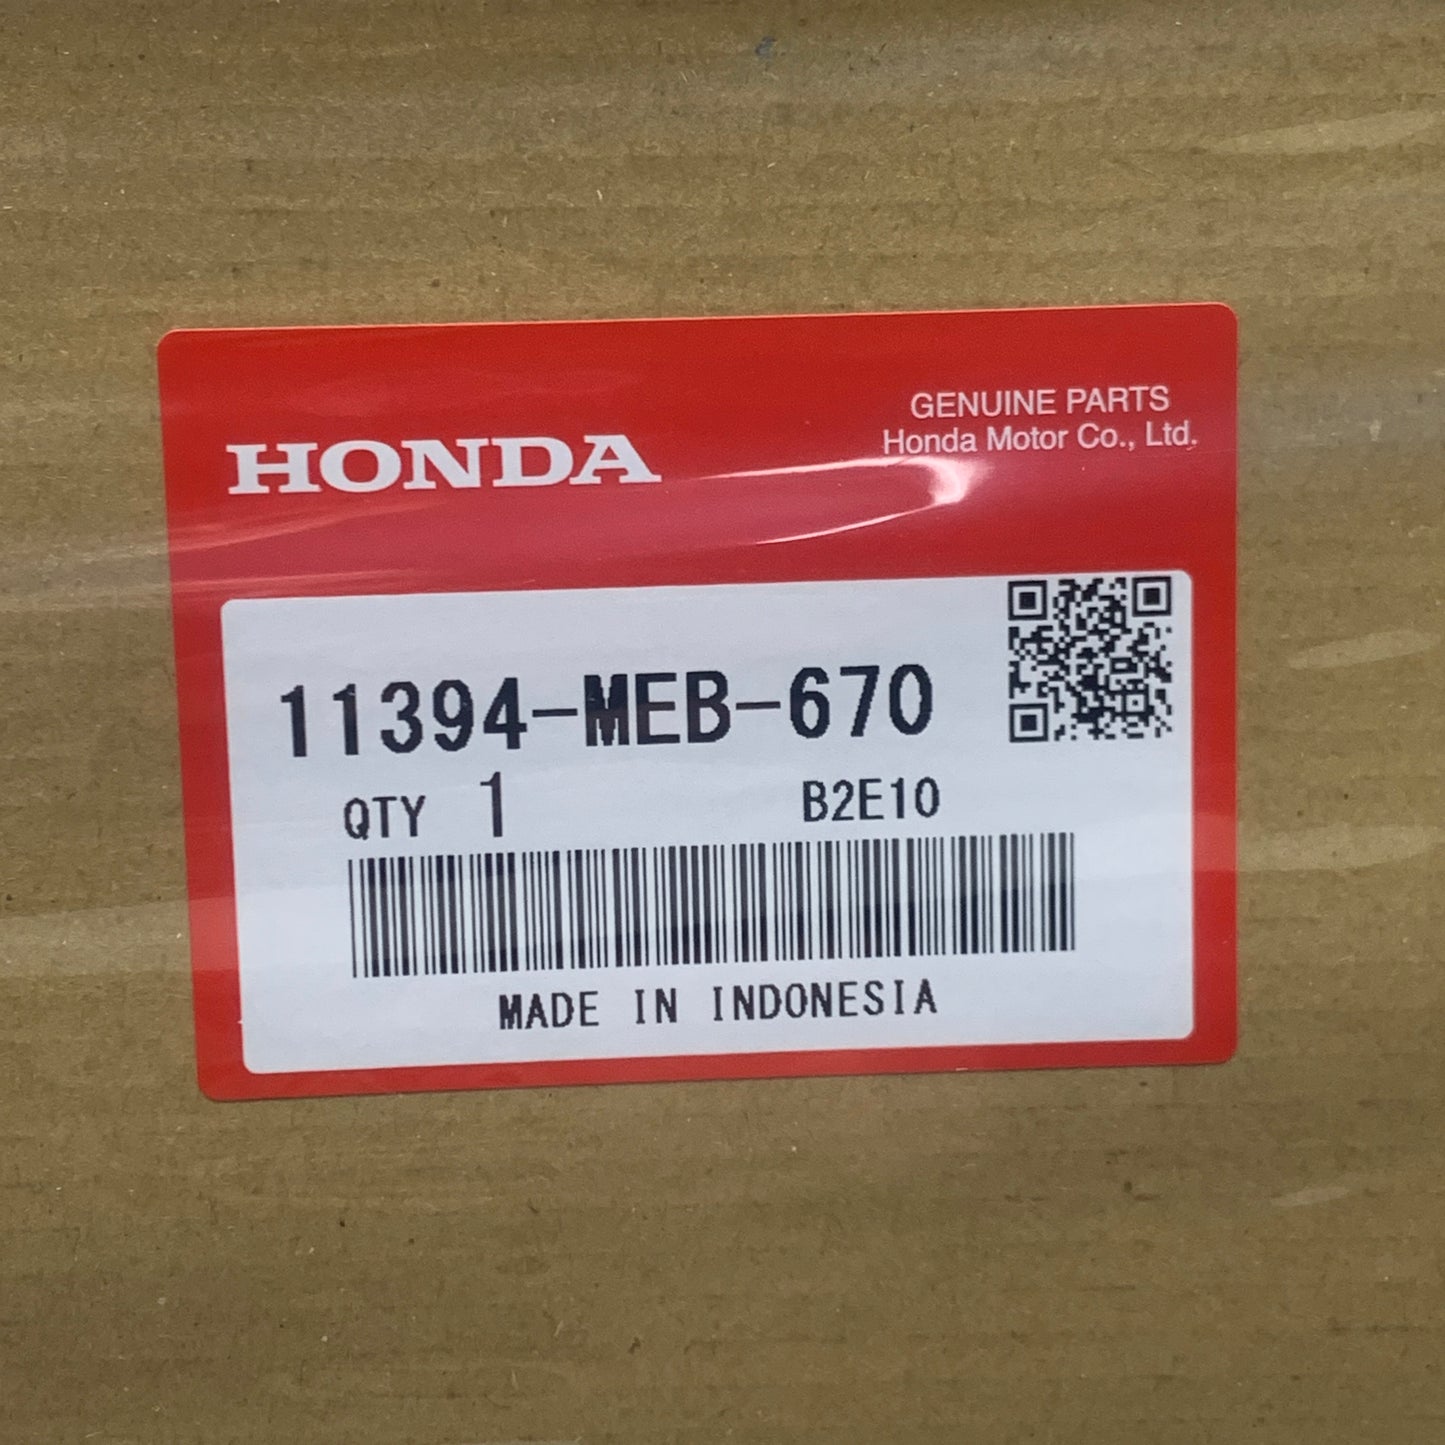 HONDA
GENUINE PARTS
Honda Motor Co., Ltd.
11394-MEB-670
QTY 1 B2E10
MADE IN INDONESIA